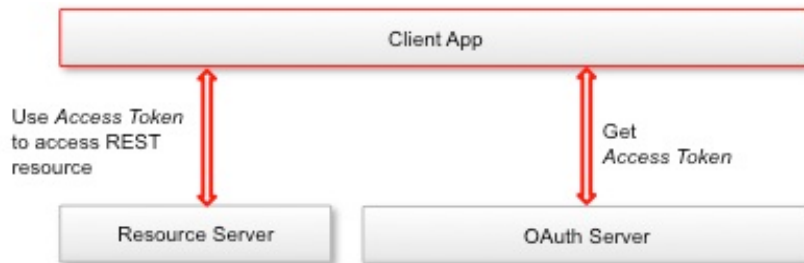 Client App
Use Access Token
to access REST
resource
Get
Access Token
Resource Server
OAuth Server